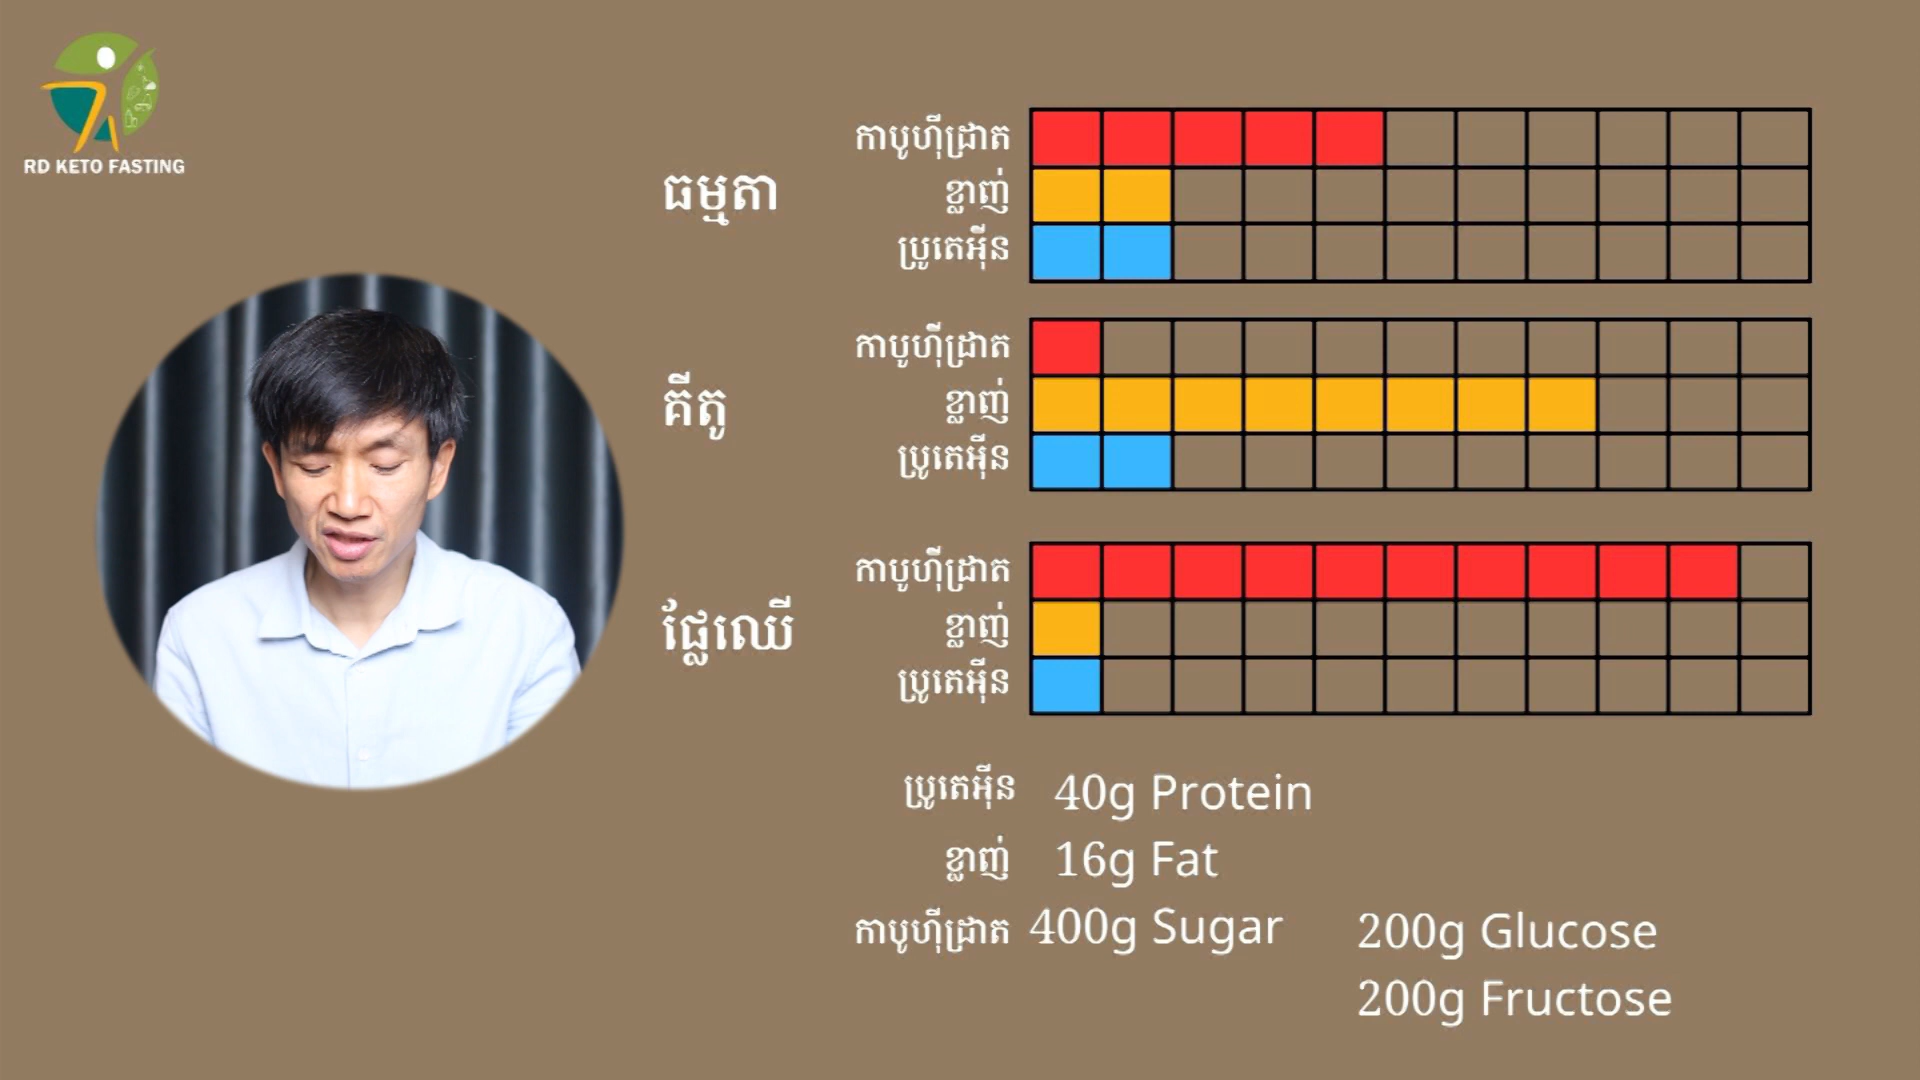 RD KETO FASTING
ធម្មតា
កាបូហ៊ីដ្រាត
ខ្លាញ់
ប្រូតេអ៊ីន
គីតូ
កាបូហ៊ីដ្រាត
ខ្លាញ់
ប្រូតេអ៊ីន
ផ្លែឈើ
កាបូហ៊ីដ្រាត
ខ្លាញ់
ប្រូតេអ៊ីន
ប្រូតេអ៊ីន 40g Protein
ខ្លាញ់ 16g Fat
កាបូហ៊ីដ្រាត 400g Sugar 200g Glucose
200g Fructose